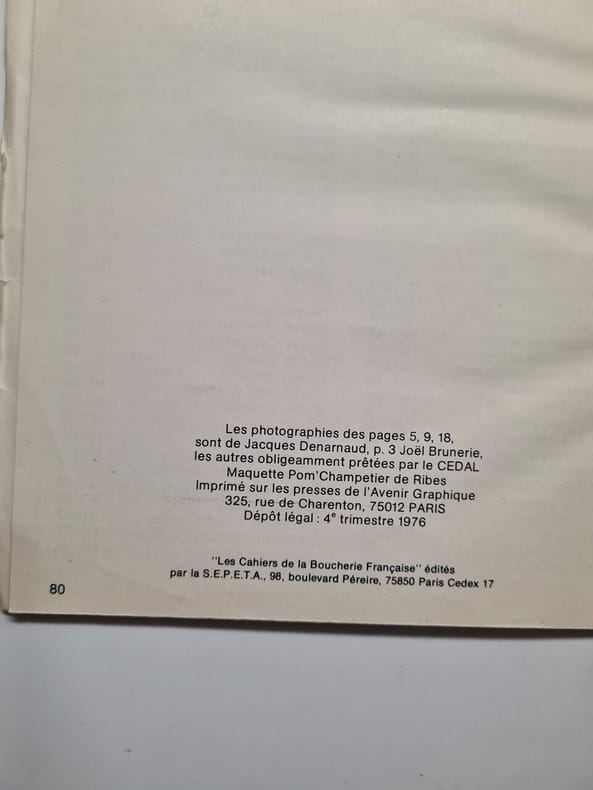 Les photographies des pages 5, 9, 18,
sont de Jacques Denarnaud, p. 3 Joël Brunerie,
les autres obligeamment prêtées par le CEDAL
Maquette Pom'Champetier de Ribes
Imprimé sur les presses de l'Avenir Graphique
325, rue de Charenton, 75012 PARIS
Dépôt légal : 4e trimestre 1976
"Les Cahiers de la Boucherie Française" édités
par la S.E.P.E.T.A., 98, boulevard Péreire, 75850 Paris Cedex 17
80